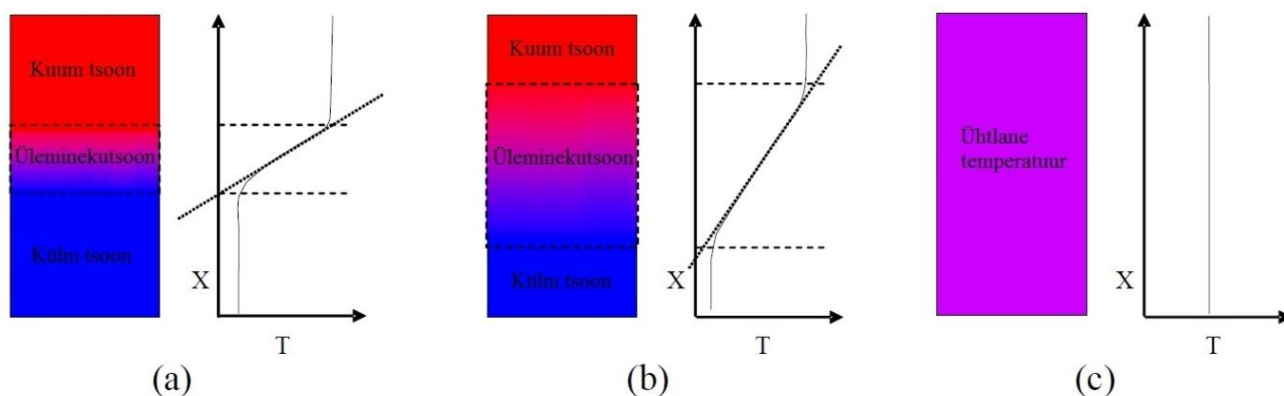 Kuum tsoon
Üleminekutsoon
Külm tsoon
X
T
(a)
Kuum tsoon
Üleminekutsoon
Külm tsoon
X
T
(b)
Ühtlane
temperatuur
X
T
(c)